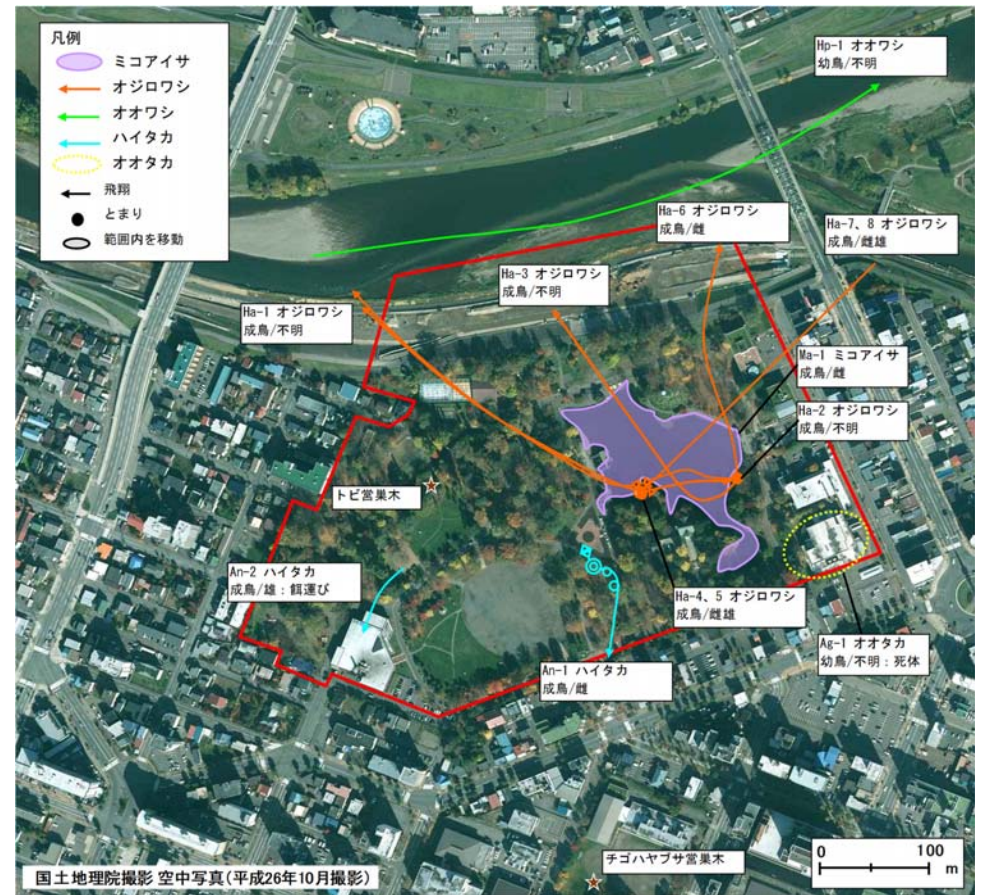 凡例
ミコアイサ
オジロワシ
オオワシ
ハイタカ
オオタカ
飛翔
とまり
範囲内を移動
Hp-1 オオワシ
幼鳥/不明
Ha-6 オジロワシ
成鳥/雌
Ha-7、8 オジロワシ
成鳥/雌雄
Ha-3 オジロワシ
成鳥/不明
Ha-1 オジロワシ
成鳥/不明
Ma-1 ミコアイサ
成鳥/雌
Ha-2 オジロワシ
成鳥/不明
トビ営巣木
An-2 ハイタカ
成鳥/雄：餌運び
Ha-4、5 オジロワシ
成鳥/雌雄
Ag-1 オオタカ
幼鳥/不明：死体
An-1 ハイタカ
成鳥/雌
チゴハヤブサ営巣木
0 100
m
国土地理院撮影 空中写真(平成26年10月撮影)